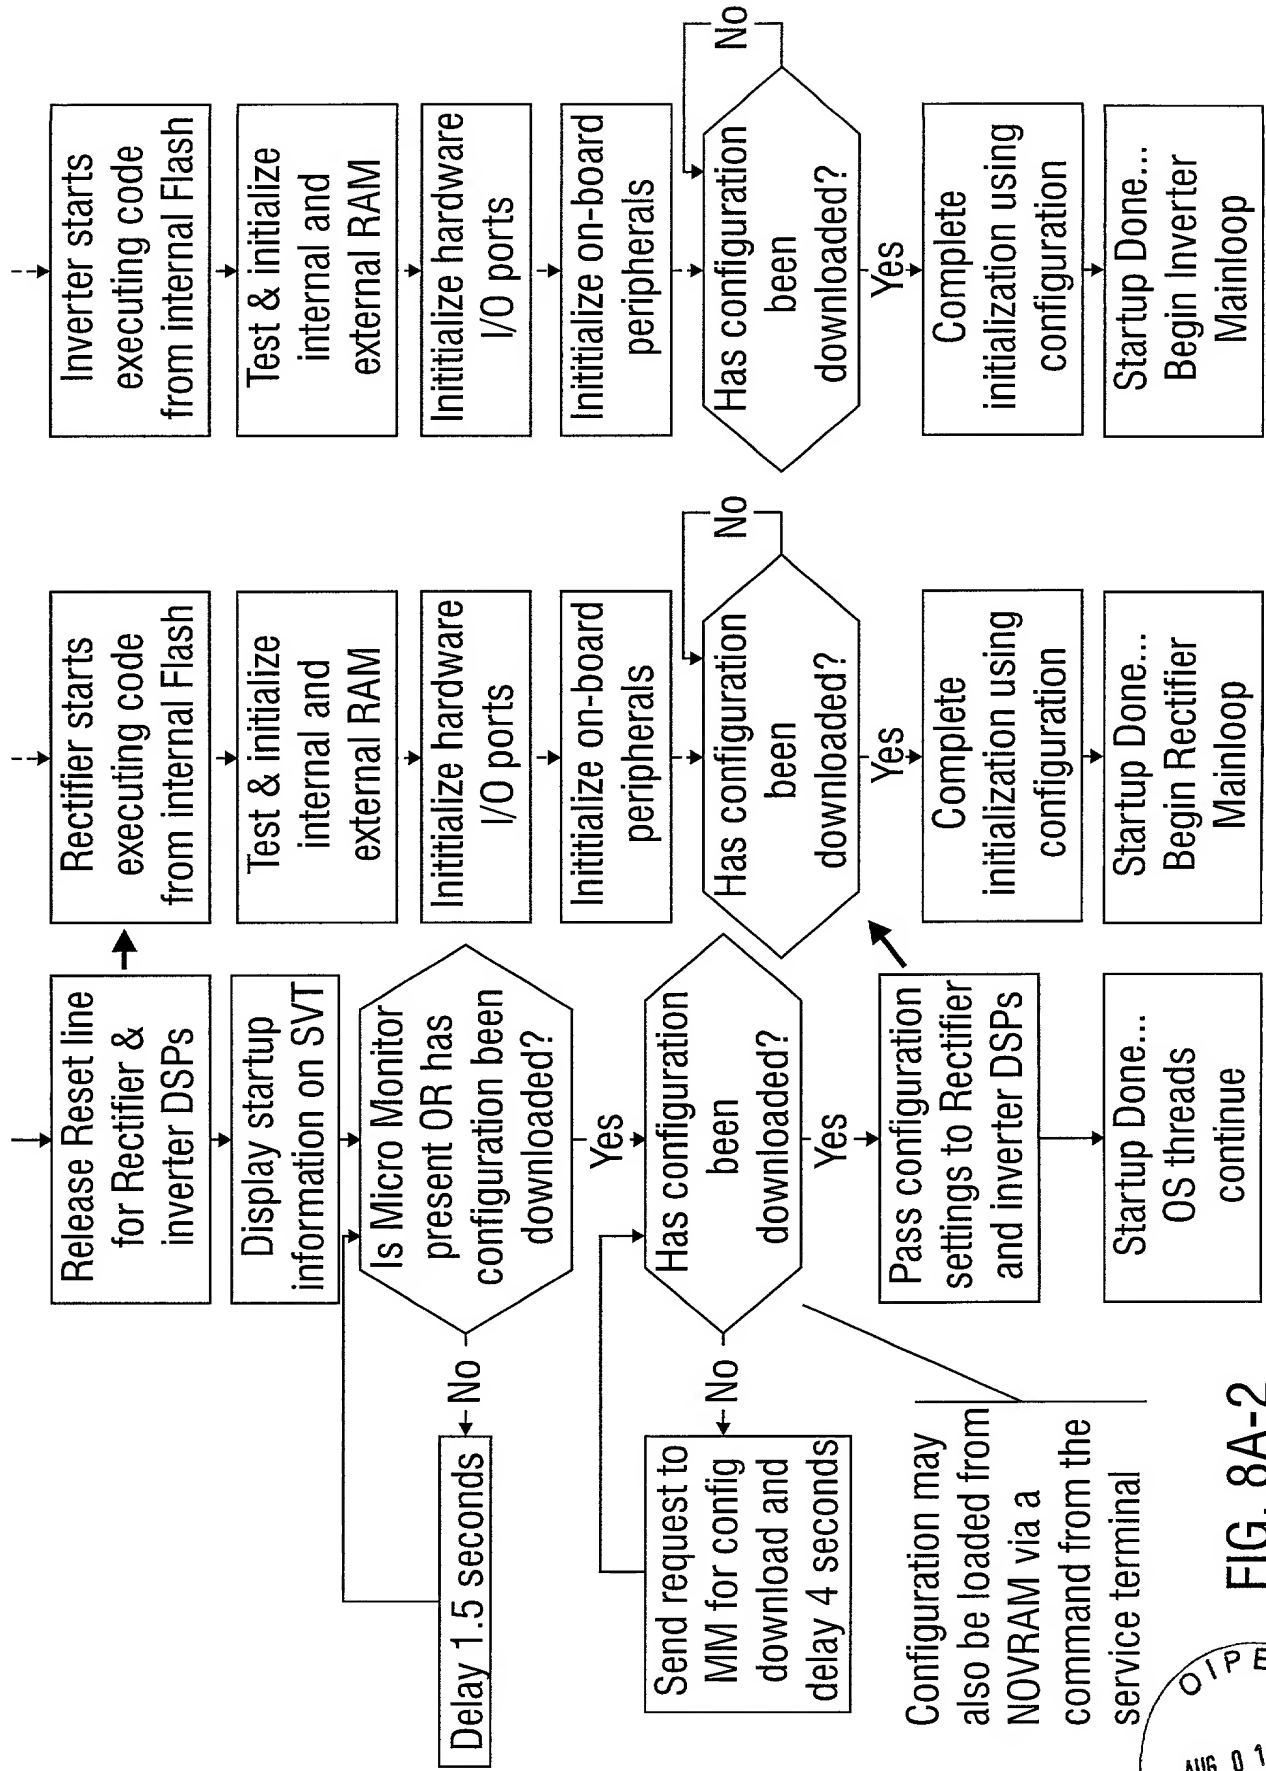 Release Reset line
for Rectifier &
inverter DSPs
Display startup
information on SVT
Is Micro Monitor
present OR has
configuration been
downloaded?
No
Delay 1.5 seconds
Yes
Has configuration
been
downloaded?
No
Send request to
MM for config
download and
delay 4 seconds
Yes
Pass configuration
settings to Rectifier
and inverter DSPs
Startup Done...
OS threads
continue
Configuration may
also be loaded from
NOVRAM via a
command from the
service terminal
Rectifier starts
executing code
from internal Flash
Test & initialize
internal and
external RAM
Inititialize hardware
I/O ports
Inititialize on-board
peripherals
Has configuration
been
downloaded?
No
Yes
Complete
initialization using
configuration
Startup Done...
Begin Rectifier
Mainloop
Inverter starts
executing code
from internal Flash
Test & initialize
internal and
external RAM
Inititialize hardware
I/O ports
Inititialize on-board
peripherals
Has configuration
been
downloaded?
No
Yes
Complete
initialization using
configuration
Startup Done...
Begin Inverter
Mainloop
FIG. 8A-2
OIPE
AUG 01